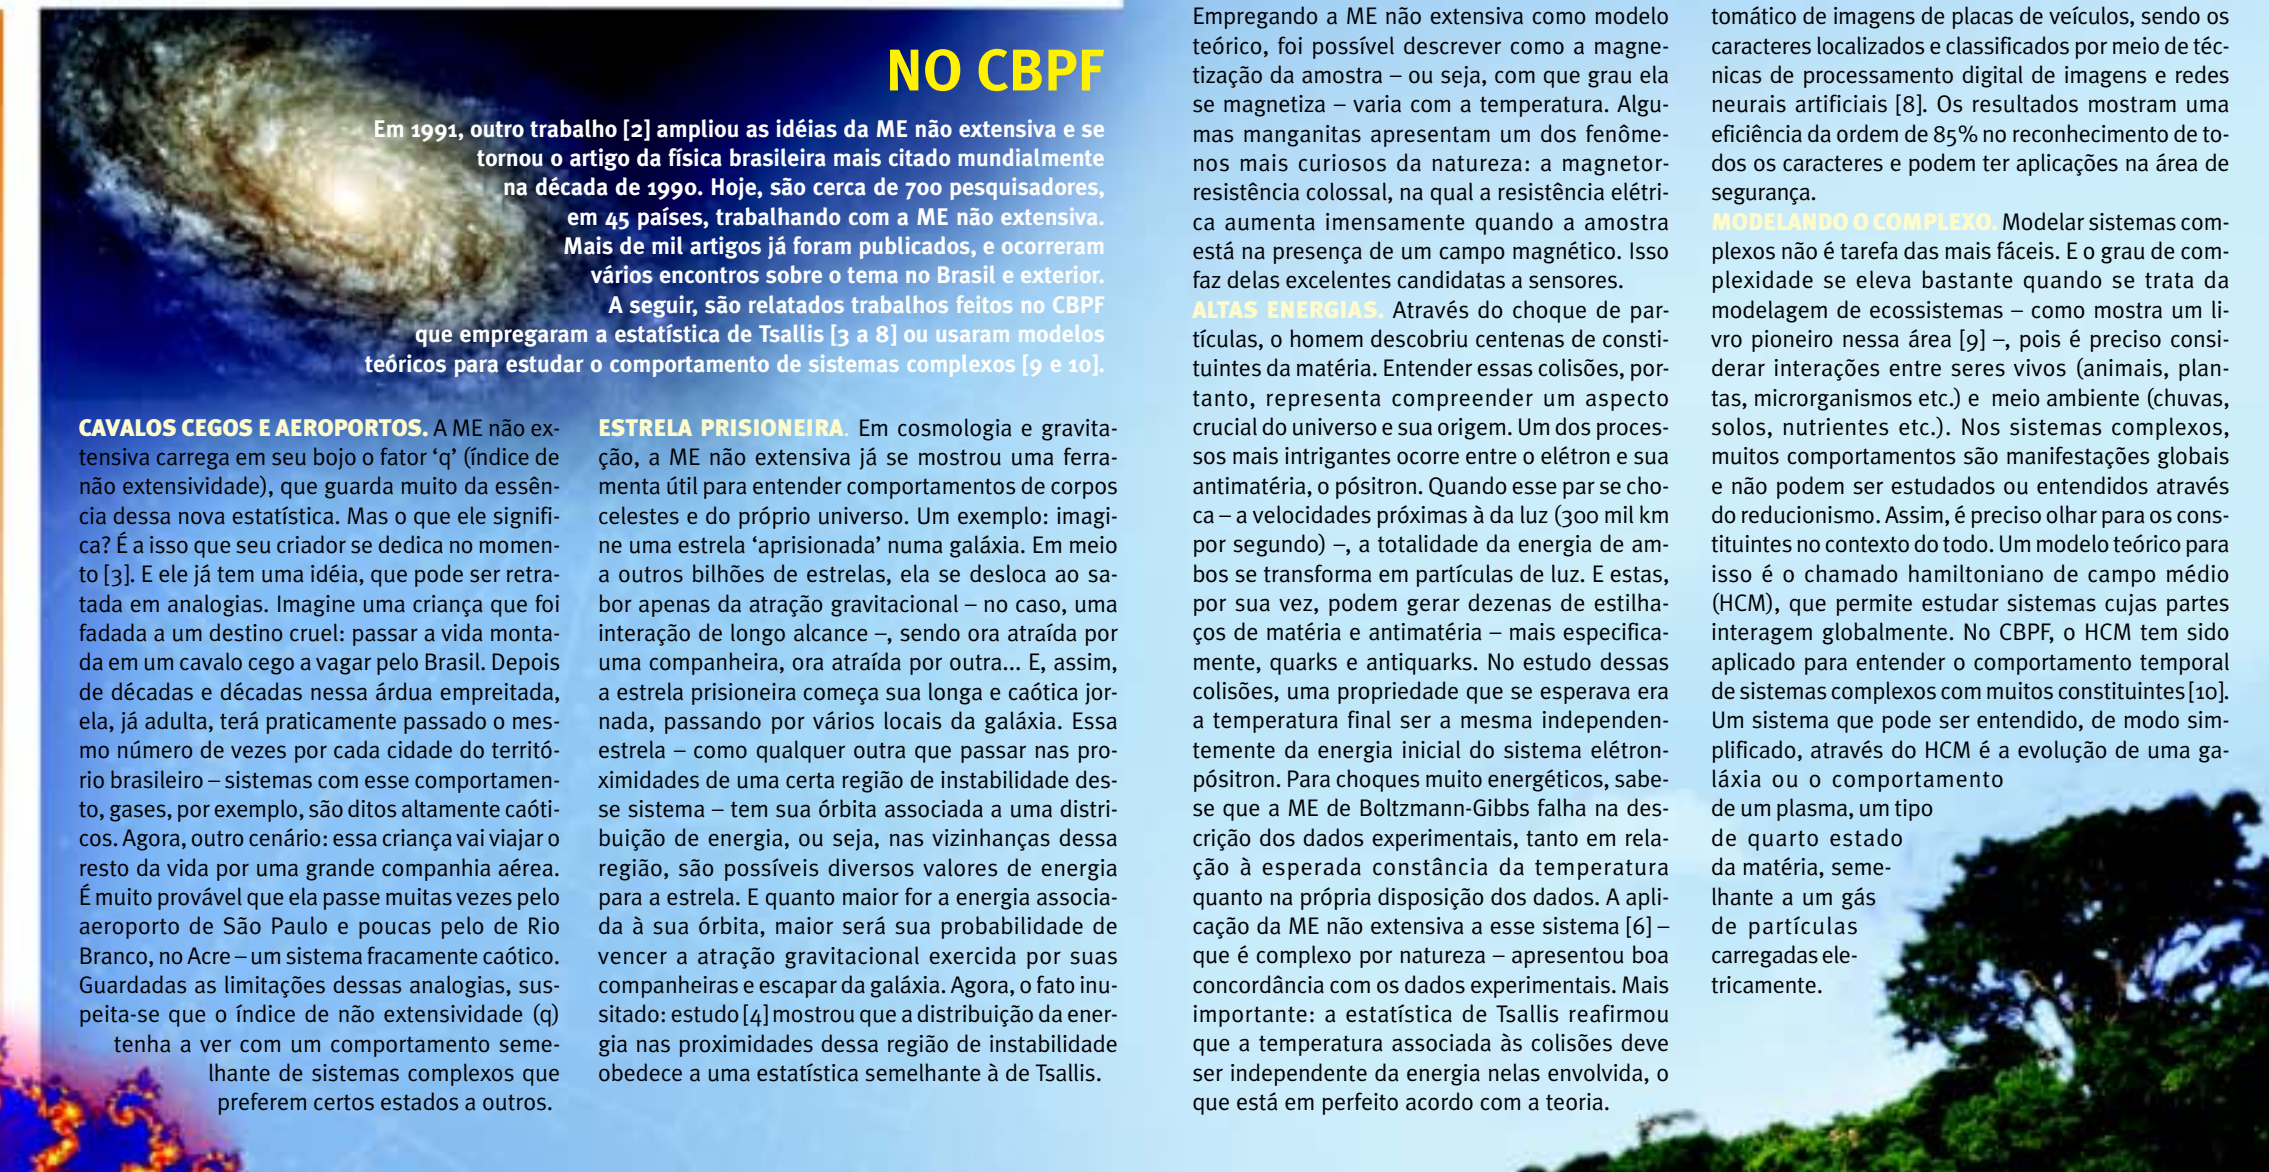 NO CBPF
Em 1991, outro trabalho [2] ampliou as idéias da ME não extensiva e se
tornou o artigo da física brasileira mais citado mundialmente
na década de 1990. Hoje, são cerca de 700 pesquisadores,
em 45 países, trabalhando com a ME não extensiva.
Mais de mil artigos já foram publicados, e ocorreram
vários encontros sobre o tema no Brasil e exterior.
A seguir, são relatados trabalhos feitos no CBPF
que empregaram a estatística de Tsallis [3 a 8] ou usaram modelos
teóricos para estudar o comportamento de sistemas complexos [9 e 10].
CAVALOS CEGOS E AEROPORTOS. A ME não ex-
tensiva carrega em seu bojo o fator ‘q’ (índice de
não extensividade), que guarda muito da essên-
cia dessa nova estatística. Mas o que ele signifi-
ca? É a isso que seu criador se dedica no momen-
to [3]. E ele já tem uma idéia, que pode ser retra-
tada em analogias. Imagine uma criança que foi
fadada a um destino cruel: passar a vida monta-
da em um cavalo cego a vagar pelo Brasil. Depois
de décadas e décadas nessa árdua empreitada,
ela, já adulta, terá praticamente passado o mes-
mo número de vezes por cada cidade do territó-
rio brasileiro – sistemas com esse comportamen-
to, gases, por exemplo, são ditos altamente caóti-
cos. Agora, outro cenário: essa criança vai viajar o
resto da vida por uma grande companhia aérea.
É muito provável que ela passe muitas vezes pelo
aeroporto de São Paulo e poucas pelo de Rio
Branco, no Acre – um sistema fracamente caótico.
Guardadas as limitações dessas analogias, sus-
peita-se que o índice de não extensividade (q)
tenha a ver com um comportamento seme-
lhante de sistemas complexos que
preferem certos estados a outros.
ESTRELA PRISIONEIRA. Em cosmologia e gravita-
ção, a ME não extensiva já se mostrou uma ferra-
menta útil para entender comportamentos de corpos
celestes e do próprio universo. Um exemplo: imagi-
ne uma estrela ‘aprisionada’ numa galáxia. Em meio
a outros bilhões de estrelas, ela se desloca ao sa-
bor apenas da atração gravitacional – no caso, uma
interação de longo alcance –, sendo ora atraída por
uma companheira, ora atraída por outra... E, assim,
a estrela prisioneira começa sua longa e caótica jor-
nada, passando por vários locais da galáxia. Essa
estrela – como qualquer outra que passar nas pro-
ximidades de uma certa região de instabilidade des-
se sistema – tem sua órbita associada a uma distri-
buição de energia, ou seja, nas vizinhanças dessa
região, são possíveis diversos valores de energia
para a estrela. E quanto maior for a energia associa-
da à sua órbita, maior será sua probabilidade de
vencer a atração gravitacional exercida por suas
companheiras e escapar da galáxia. Agora, o fato inu-
sitado: estudo [4] mostrou que a distribuição da ener-
gia nas proximidades dessa região de instabilidade
obedece a uma estatística semelhante à de Tsallis.
Empregando a ME não extensiva como modelo
teórico, foi possível descrever como a magne-
tização da amostra – ou seja, com que grau ela
se magnetiza – varia com a temperatura. Algu-
mas manganitas apresentam um dos fenôme-
nos mais curiosos da natureza: a magnetor-
resistência colossal, na qual a resistência elétri-
ca aumenta imensamente quando a amostra
está na presença de um campo magnético. Isso
faz delas excelentes candidatas a sensores.
ALTAS ENERGIAS. Através do choque de par-
tículas, o homem descobriu centenas de consti-
tuintes da matéria. Entender essas colisões, por-
tanto, representa compreender um aspecto
crucial do universo e sua origem. Um dos proces-
sos mais intrigantes ocorre entre o elétron e sua
antimatéria, o pósitron. Quando esse par se cho-
ca – a velocidades próximas à da luz (300 mil km
por segundo) –, a totalidade da energia de am-
bos se transforma em partículas de luz. E estas,
por sua vez, podem gerar dezenas de estilha-
ços de matéria e antimatéria – mais especifica-
mente, quarks e antiquarks. No estudo dessas
colisões, uma propriedade que se esperava era
a temperatura final ser a mesma independen-
temente da energia inicial do sistema elétron-
pósitron. Para choques muito energéticos, sabe-
se que a ME de Boltzmann-Gibbs falha na des-
crição dos dados experimentais, tanto em rela-
ção à esperada constância da temperatura
quanto na própria disposição dos dados. A apli-
cação da ME não extensiva a esse sistema [6] –
que é complexo por natureza – apresentou boa
concordância com os dados experimentais. Mais
importante: a estatística de Tsallis reafirmou
que a temperatura associada às colisões deve
ser independente da energia nelas envolvida, o
que está em perfeito acordo com a teoria.
tomático de imagens de placas de veículos, sendo os
caracteres localizados e classificados por meio de téc-
nicas de processamento digital de imagens e redes
neurais artificiais [8]. Os resultados mostram uma
eficiência da ordem de 85% no reconhecimento de to-
dos os caracteres e podem ter aplicações na área de
segurança.
MODELANDO O COMPLEXO. Modelar sistemas com-
plexos não é tarefa das mais fáceis. E o grau de com-
plexidade se eleva bastante quando se trata da
modelagem de ecossistemas – como mostra um li-
vro pioneiro nessa área [9] –, pois é preciso consi-
derar interações entre seres vivos (animais, plan-
tas, microrganismos etc.) e meio ambiente (chuvas,
solos, nutrientes etc.). Nos sistemas complexos,
muitos comportamentos são manifestações globais
e não podem ser estudados ou entendidos através
do reducionismo. Assim, é preciso olhar para os cons-
tituintes no contexto do todo. Um modelo teórico para
isso é o chamado hamiltoniano de campo médio
(HCM), que permite estudar sistemas cujas partes
interagem globalmente. No CBPF, o HCM tem sido
aplicado para entender o comportamento temporal
de sistemas complexos com muitos constituintes [10].
Um sistema que pode ser entendido, de modo sim-
plificado, através do HCM é a evolução de uma ga-
láxia ou o comportamento
de um plasma, um tipo
de quarto estado
da matéria, seme-
lhante a um gás
de partículas
carregadas ele-
tricamente.